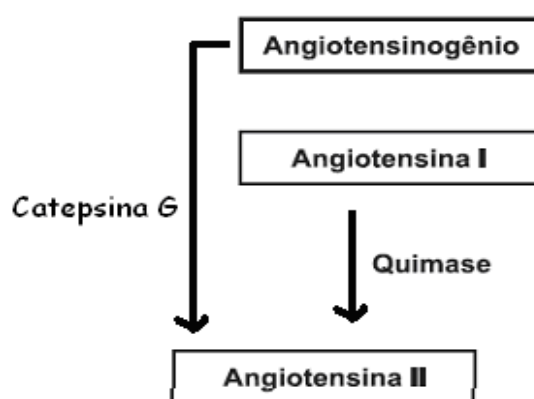 Angiotensinogênio
Angiotensina I
Catepsina G
Quimase
Angiotensina II